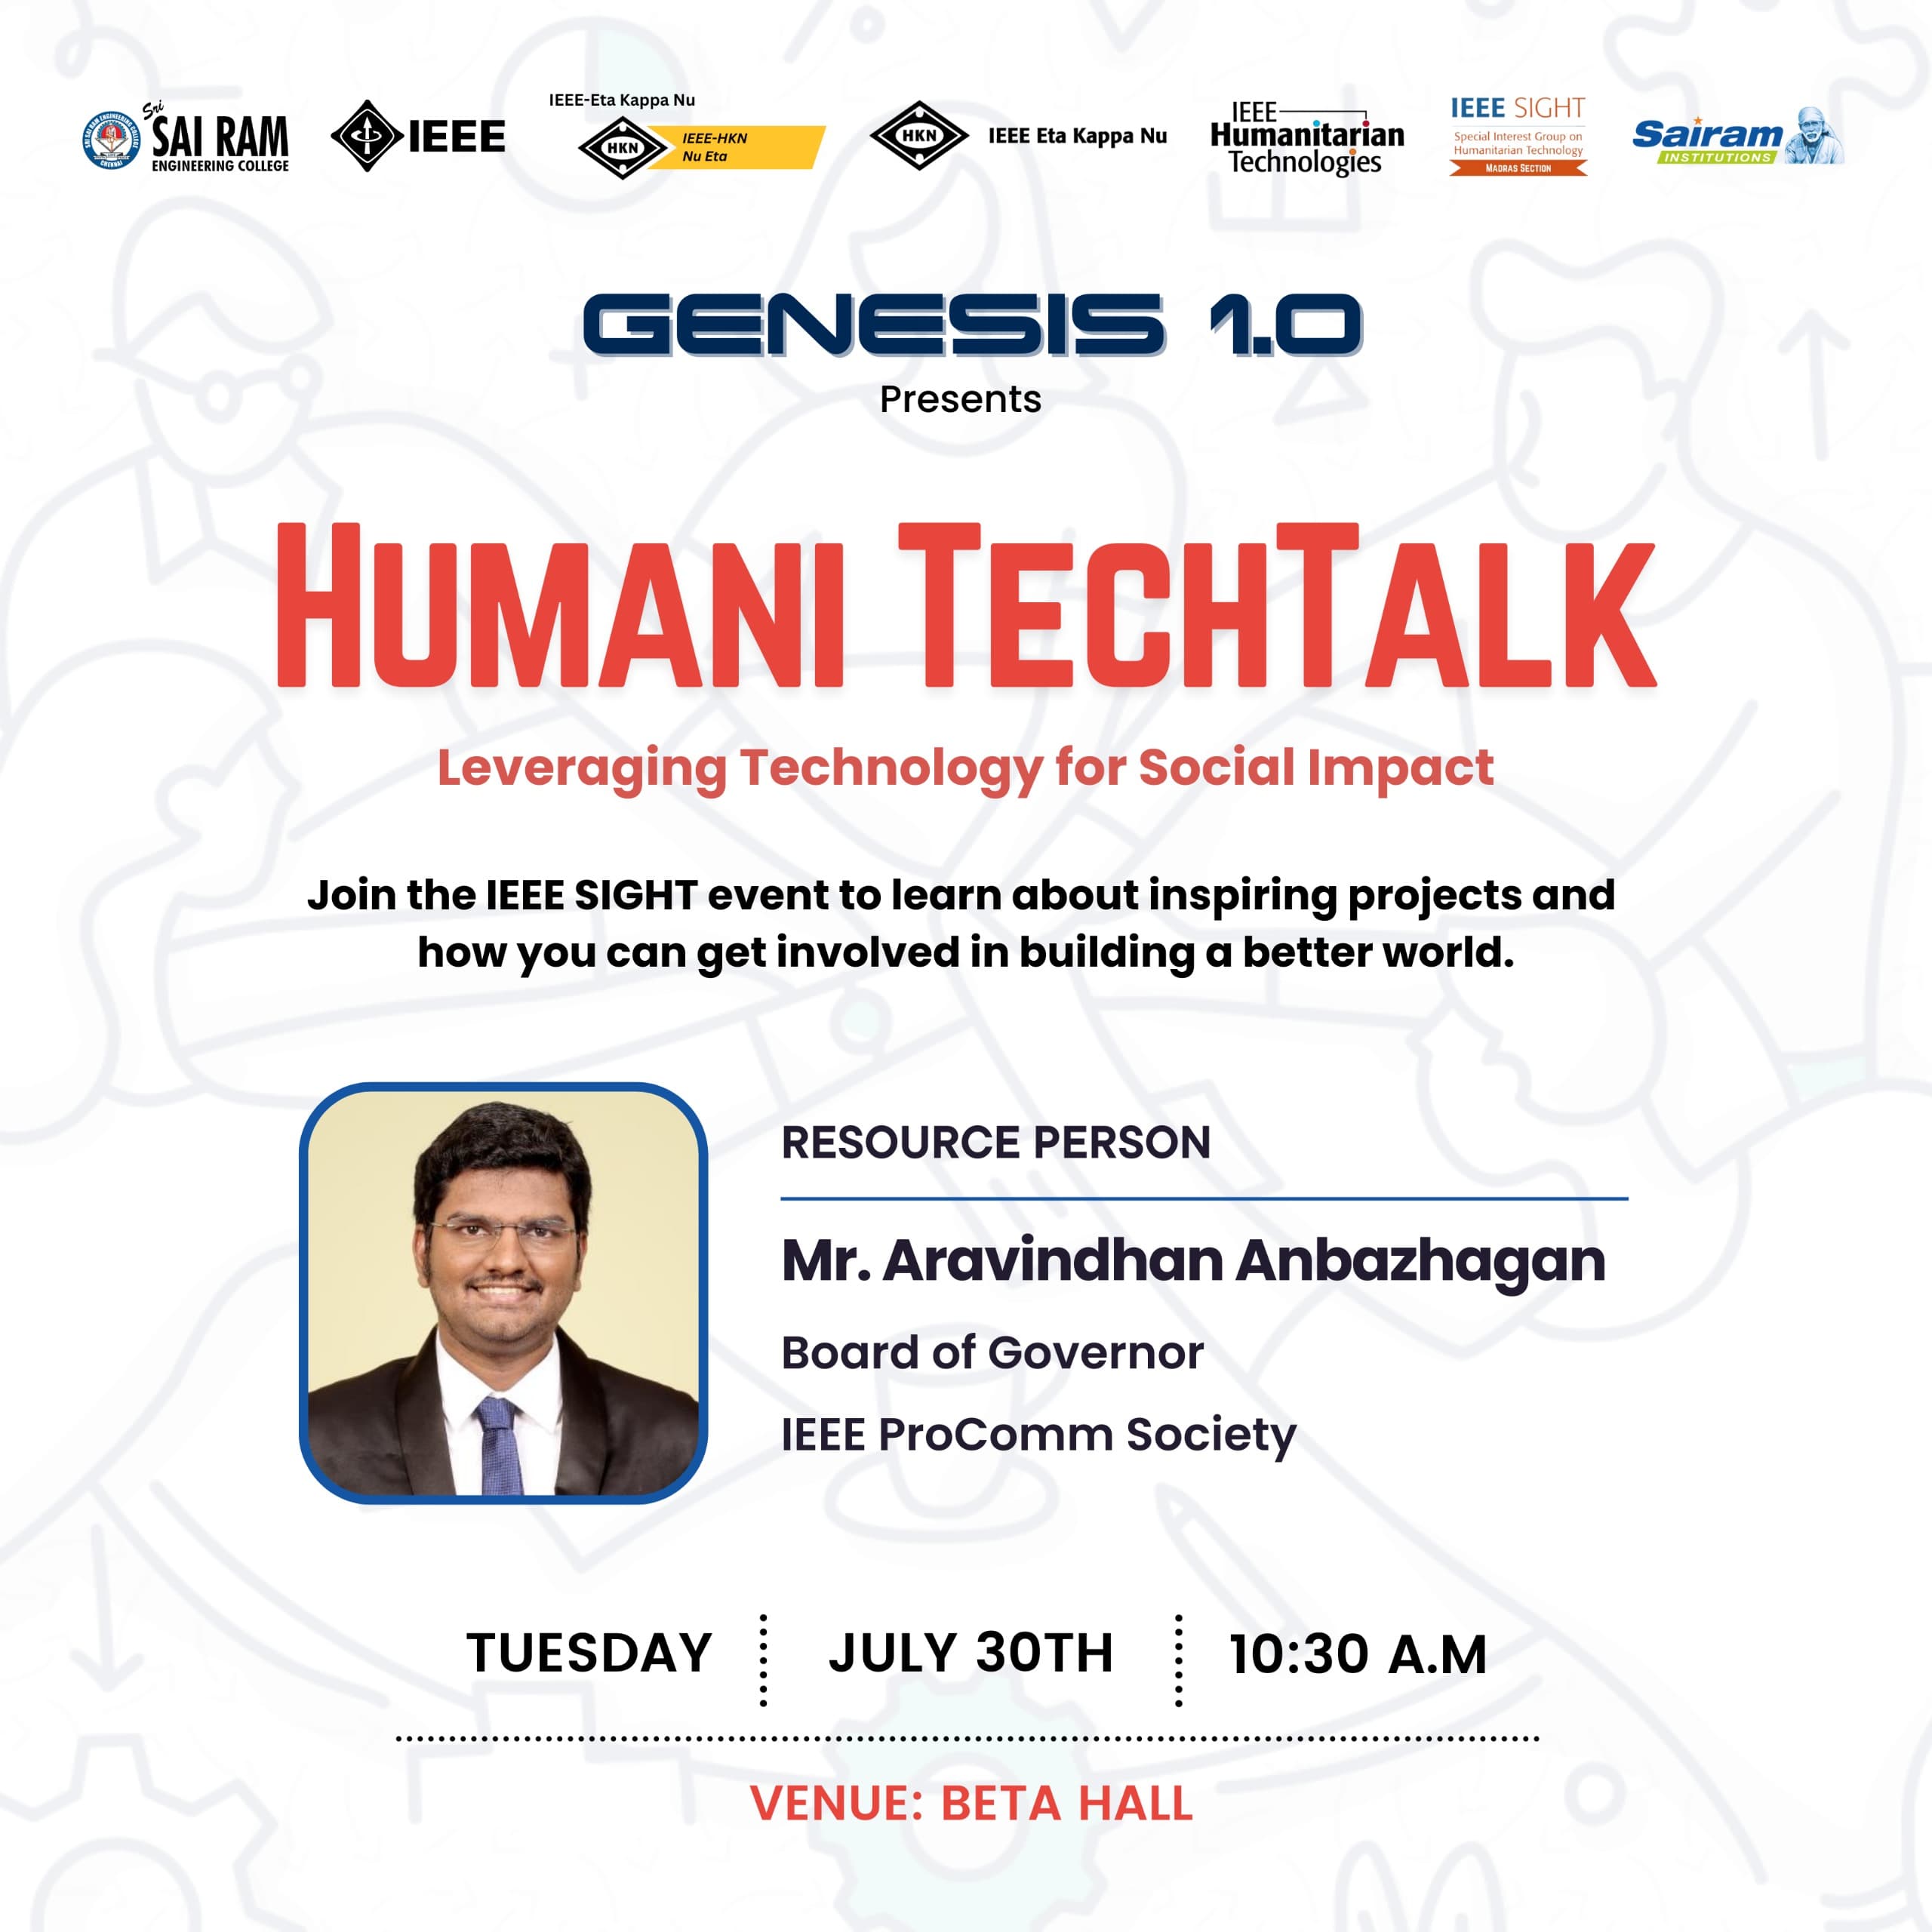 Sri
SAI RAM
ENGINEERING COLLEGE
IEEE
IEEE-Eta Kappa Nu
HKN
IEEE-HKN
Nu Eta
HKN
IEEE Eta Kappa Nu
IEEE
Humanitarian
Technologies
IEEE SIGHT
Special Interest Group on
Humanitarian Technology
MADRAS SECTION
Sairam
INSTITUTIONS
GENESIS 1.0
Presents
HUMANI TECHTALK
Leveraging Technology for Social Impact
Join the IEEE SIGHT event to learn about inspiring projects and
how you can get involved in building a better world.
RESOURCE PERSON
Mr. Aravindhan Anbazhagan
Board of Governor
IEEE ProComm Society
TUESDAY JULY 30TH 10:30 A.M
VENUE: BETA HALL